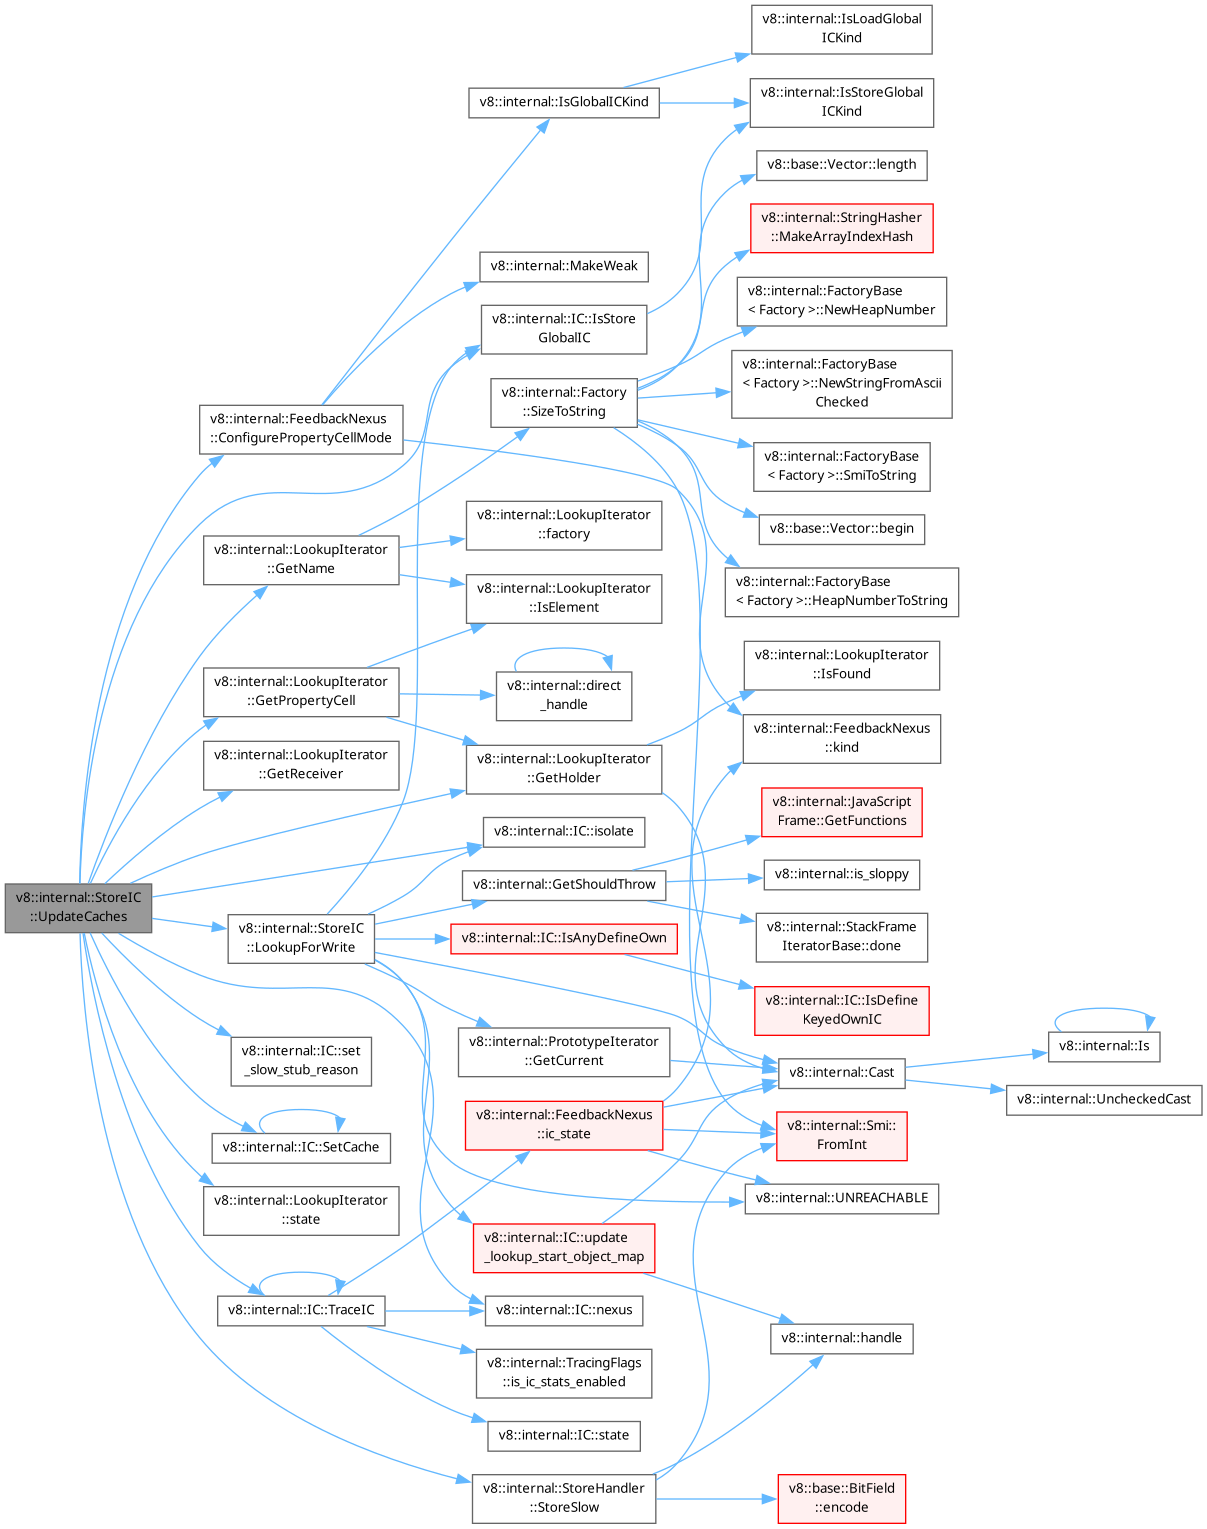 v8::internal::StoreIC
::UpdateCaches
v8::internal::FeedbackNexus
::ConfigurePropertyCellMode
v8::internal::LookupIterator
::GetName
v8::internal::LookupIterator
::GetPropertyCell
v8::internal::LookupIterator
::GetReceiver
v8::internal::StoreIC
::LookupForWrite
v8::internal::IC::set
_slow_stub_reason
v8::internal::IC::SetCache
v8::internal::LookupIterator
::state
v8::internal::IC::TraceIC
v8::internal::IsGlobalICKind
v8::internal::MakeWeak
v8::internal::IC::IsStore
GlobalIC
v8::internal::Factory
::SizeToString
v8::internal::LookupIterator
::factory
v8::internal::LookupIterator
::IsElement
v8::internal::direct
_handle
v8::internal::LookupIterator
::GetHolder
v8::internal::IC::isolate
v8::internal::GetShouldThrow
v8::internal::IC::IsAnyDefineOwn
v8::internal::PrototypeIterator
::GetCurrent
v8::internal::FeedbackNexus
::ic_state
v8::internal::IC::update
_lookup_start_object_map
v8::internal::IC::nexus
v8::internal::TracingFlags
::is_ic_stats_enabled
v8::internal::IC::state
v8::internal::StoreHandler
::StoreSlow
v8::internal::IsLoadGlobal
ICKind
v8::internal::IsStoreGlobal
ICKind
v8::base::Vector::length
v8::internal::StringHasher
::MakeArrayIndexHash
v8::internal::FactoryBase
< Factory >::NewHeapNumber
v8::internal::FactoryBase
< Factory >::NewStringFromAscii
Checked
v8::internal::FactoryBase
< Factory >::SmiToString
v8::base::Vector::begin
v8::internal::FactoryBase
< Factory >::HeapNumberToString
v8::internal::LookupIterator
::IsFound
v8::internal::FeedbackNexus
::kind
v8::internal::JavaScript
Frame::GetFunctions
v8::internal::is_sloppy
v8::internal::StackFrame
IteratorBase::done
v8::internal::IC::IsDefine
KeyedOwnIC
v8::internal::Cast
v8::internal::Smi::
FromInt
v8::internal::UNREACHABLE
v8::internal::handle
v8::base::BitField
::encode
v8::internal::Is
v8::internal::UncheckedCast